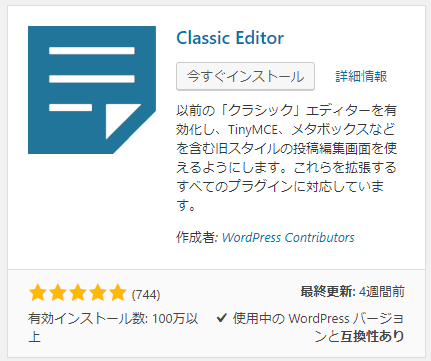 Classic Editor
今すぐインストール 詳細情報
以前の「クラシック」エディターを有
効化し、TinyMCE、メタボックスなど
を含む旧スタイルの投稿編集画面を使
えるようにします。これらを拡張する
すべてのプラグインに対応していま
す。
作成者: WordPress Contributors
(744)
最終更新: 4週間前
有効インストール数: 100万以
上
使用中の WordPress バージョ
ンと互換性あり